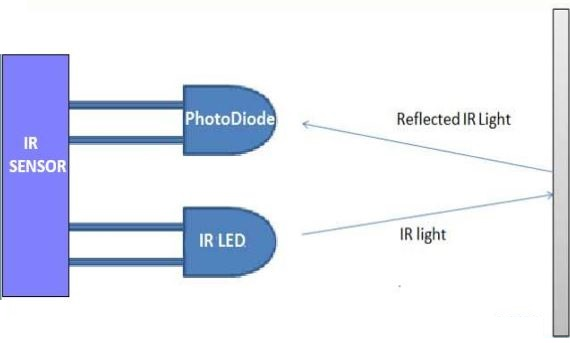 IR
SENSOR
PhotoDiode
Reflected IR Light
IR LED
IR light